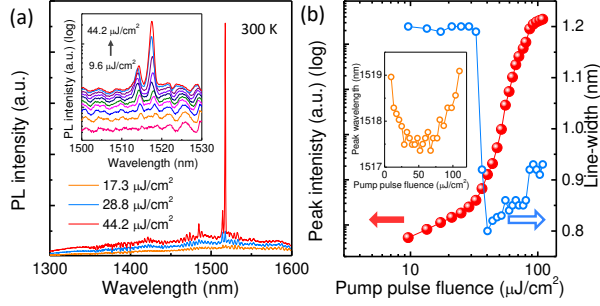 (a)
300 K
44.2 μJ/cm²
9.6 μJ/cm²
PL intenisty (a.u.)
1500 1510 1520 1530
Wavelength (nm)
PL intensity (a.u.)
17.3 μJ/cm²
28.8 μJ/cm²
44.2 μJ/cm²
1300 1400 1500 1600
Wavelength (nm)
(b)
Peak intenisty (a.u.) (log)
1.2
1.1
1.0
0.9
0.8
Line-width (nm)
Peak wavelength (nm)
1519
1518
1517
0 50 100
Pump pulse fluence (μJ/cm²)
10 100
Pump pulse fluence (μJ/cm²)